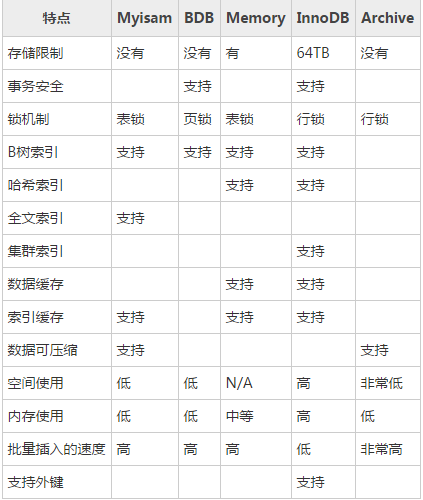 特点 Myisam BDB Memory InnoDB Archive
存储限制 没有 没有 有 64TB 没有
事务安全 支持 支持
锁机制 表锁 页锁 表锁 行锁 行锁
B树索引 支持 支持 支持 支持
哈希索引 支持 支持
全文索引 支持
集群索引 支持
数据缓存 支持 支持
索引缓存 支持 支持 支持
数据可压缩 支持 支持
空间使用 低 低 N/A 高 非常低
内存使用 低 低 中等 高 低
批量插入的速度 高 高 高 低 非常高
支持外键 支持